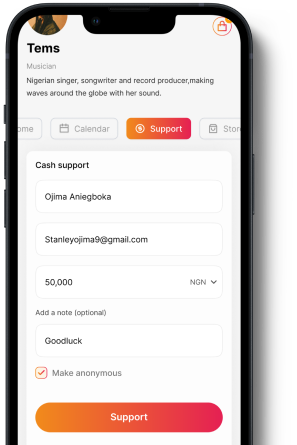 Tems
Musician
Nigerian singer, songwriter and record producer,making
waves around the globe with her sound.
ome Calendar Support Stor
Cash support
Ojima Aniegboka
Stanleyojima9@gmail.com
50,000 NGN
Add a note (optional)
Goodluck
Make anonymous
Support